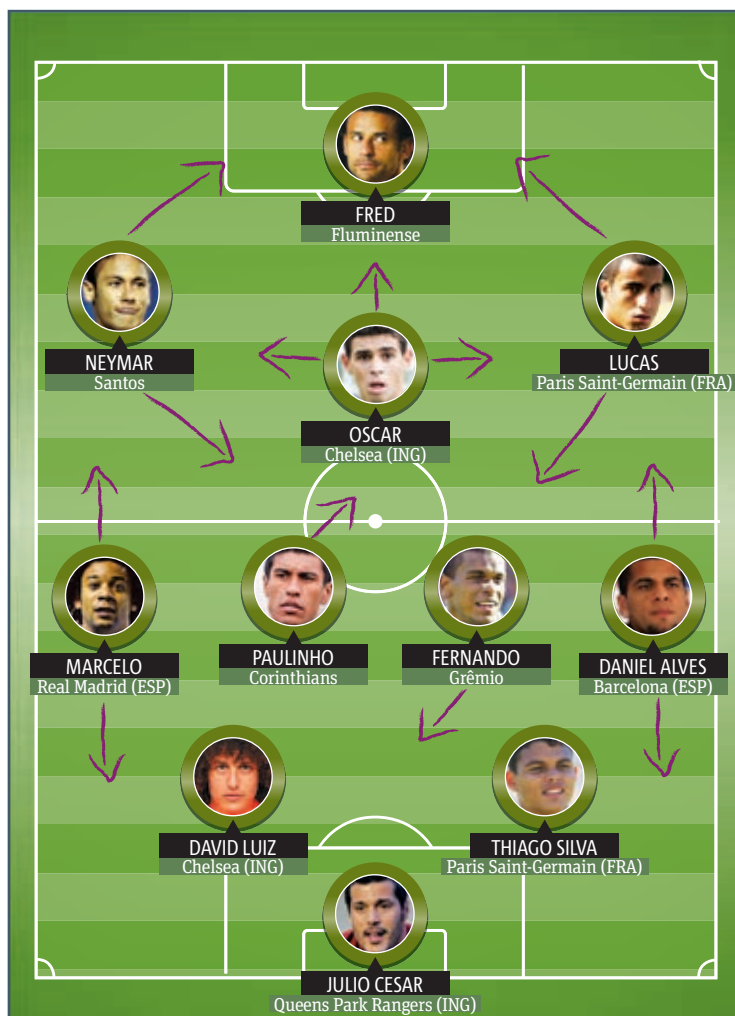 FRED
Fluminense
NEYMAR
Santos
LUCAS
Paris Saint-Germain (FRA)
OSCAR
Chelsea (ING)
MARCELO
Real Madrid (ESP)
PAULINHO
Corinthians
FERNANDO
Grêmio
DANIEL ALVES
Barcelona (ESP)
DAVID LUIZ
Chelsea (ING)
THIAGO SILVA
Paris Saint-Germain (FRA)
JULIO CESAR
Queens Park Rangers (ING)